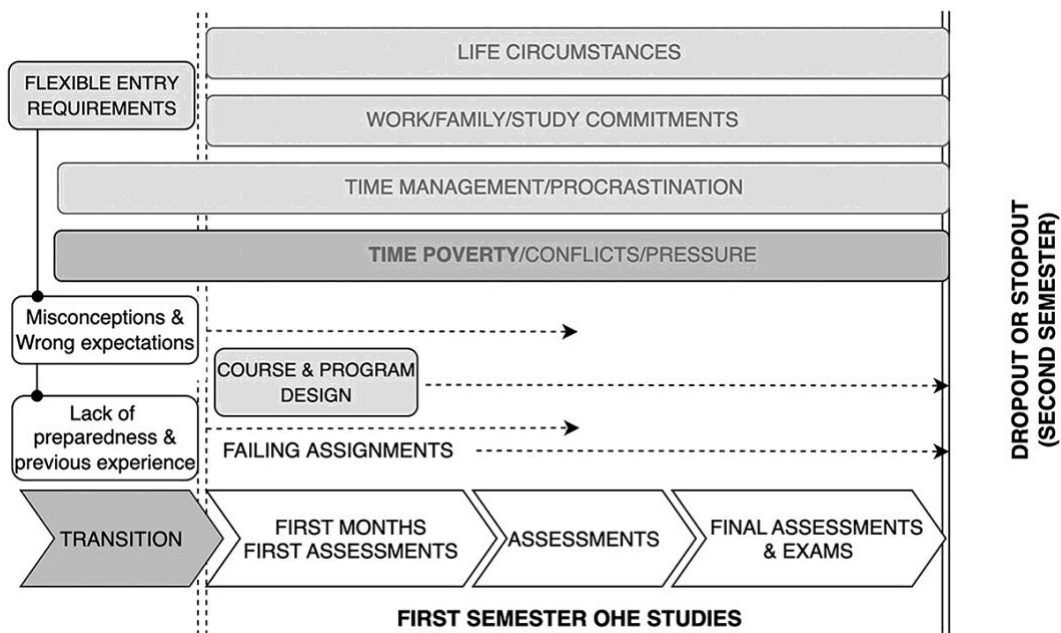 LIFE CIRCUMSTANCES
FLEXIBLE ENTRY
REQUIREMENTS
WORK/FAMILY/STUDY COMMITMENTS
TIME MANAGEMENT/PROCRASTINATION
TIME POVERTY/CONFLICTS/PRESSURE
Misconceptions &
Wrong expectations
COURSE & PROGRAM
DESIGN
Lack of
preparedness &
previous experience
FAILING ASSIGNMENTS
TRANSITION
FIRST MONTHS
FIRST ASSESSMENTS
ASSESSMENTS
FINAL ASSESSMENTS
& EXAMS
FIRST SEMESTER OHE STUDIES
DROPOUT OR STOPOUT
(SECOND SEMESTER)